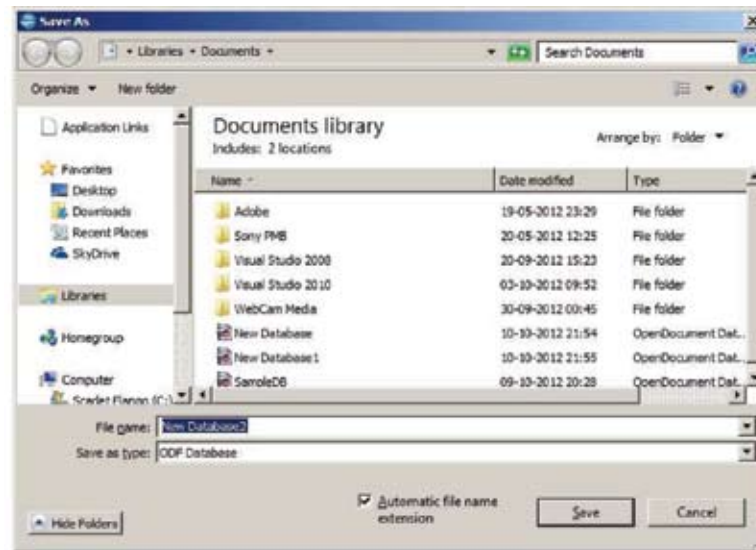 Save As
Libraries Documents
Search Documents
Organize
New folder
Application Links
Favorites
Desktop
Downloads
Recent Places
SkyDrive
Libraries
Homegroup
Computer
Documents library
Includes: 2 locations
Arrange by: Folder
Name Date modified Type
Adobe 19-05-2012 23:29 File folder
Sony PMB 20-05-2012 12:25 File folder
Visual Studio 2008 20-09-2012 15:23 File folder
Visual Studio 2010 03-10-2012 09:52 File folder
WebCam Media 30-09-2012 00:45 File folder
New Database 10-10-2012 21:54 OpenDocument Dat...
New Database1 10-10-2012 21:55 OpenDocument Dat...
SampleDB 09-10-2012 20:28 OpenDocument Dat...
File name: New Database2
Save as type: ODF Database
Automatic file name
extension
Hide Folders
Save
Cancel